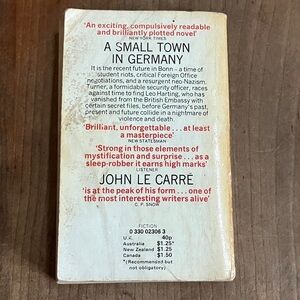 'An exciting, compulsively readable
and brilliantly plotted novel'
NEW YORK TIMES
A SMALL TOWN
IN GERMANY
It is the recent future in Bonn – a time of
student riots, critical Foreign Office
negotiations, and a resurgent neo-Nazism.
Turner, a formidable security officer, races
against time to find Leo Harting, who has
vanished from the British Embassy with
certain secret files, before Germany's past,
present and future collide in a nightmare
of violence and death.
'Brilliant, unforgettable . . . at least
a masterpiece'
NEW STATESMAN
'Strong in those elements of
mystification and surprise . . . as a
sleep-robber it earns high marks'
LISTENER
JOHN LE CARRÉ
'is at the peak of his form . . . one of
the most interesting writers alive'
C. P. SNOW
FICTION
0 330 02306 3
U.K. 40p
Australia $1.25*
New Zealand $1.25
Canada $1.50
*(Recommended but
not obligatory)